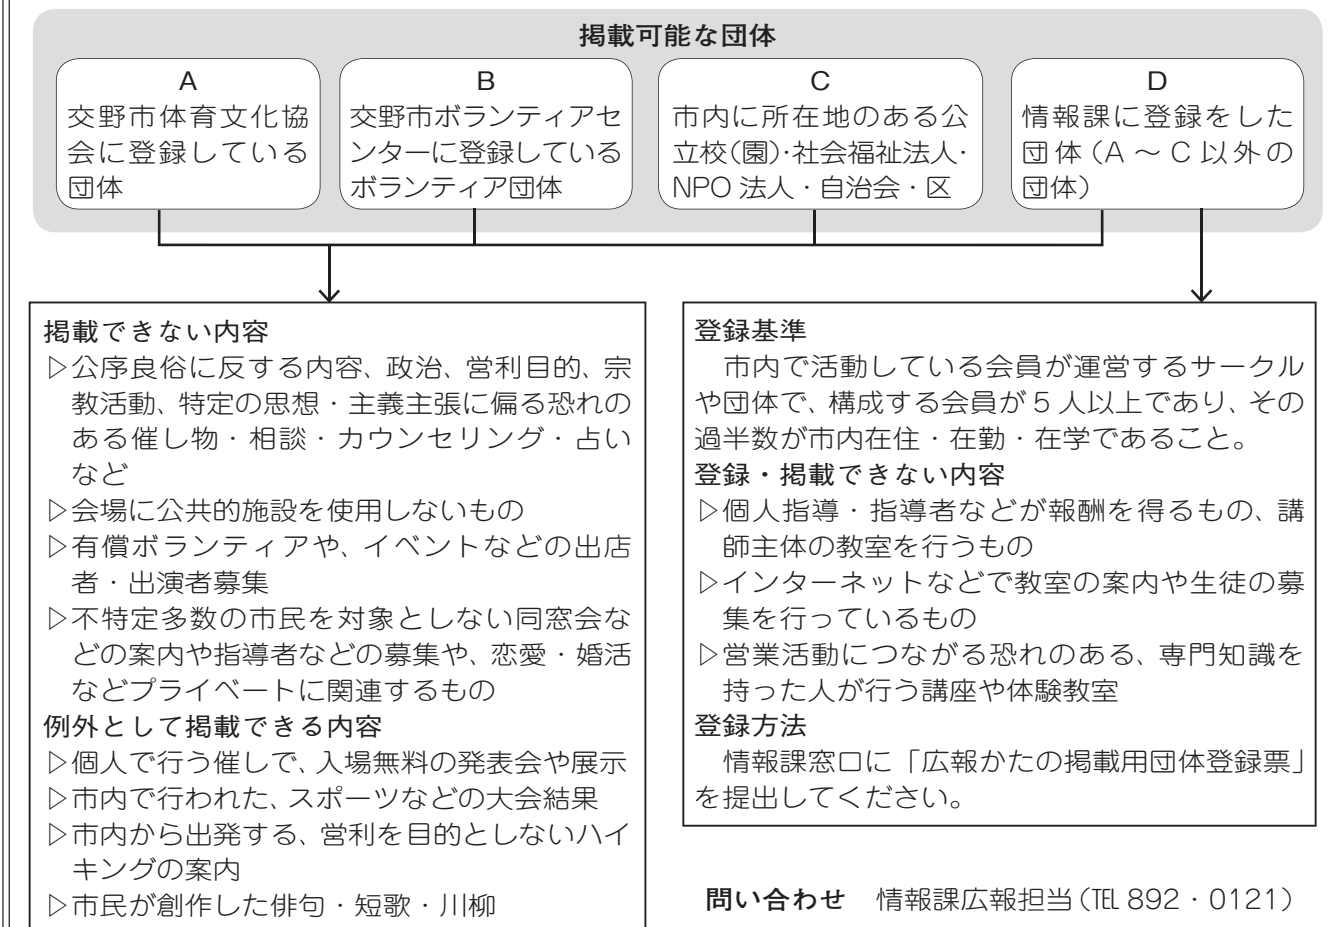 掲載可能な団体
A
交野市体育文化協
会に登録している
団体
B
交野市ボランティアセ
ンターに登録している
ボランティア団体
C
市内に所在地のある公
立校(園)・社会福祉法人・
NPO 法人・自治会・区
D
情報課に登録をした
団体(A ～ C 以外の
団体)
掲載できない内容
▷公序良俗に反する内容、政治、営利目的、宗
教活動、特定の思想・主義主張に偏る恐れの
ある催し物・相談・カウンセリング・占い
など
▷会場に公共的施設を使用しないもの
▷有償ボランティアや、イベントなどの出店
者・出演者募集
▷不特定多数の市民を対象としない同窓会な
どの案内や指導者などの募集や、恋愛・婚活
などプライベートに関連するもの
例外として掲載できる内容
▷個人で行う催しで、入場無料の発表会や展示
▷市内で行われた、スポーツなどの大会結果
▷市内から出発する、営利を目的としないハイ
キングの案内
▷市民が創作した俳句・短歌・川柳
登録基準
市内で活動している会員が運営するサークル
や団体で、構成する会員が 5 人以上であり、その
過半数が市内在住・在勤・在学であること。
登録・掲載できない内容
▷個人指導・指導者などが報酬を得るもの、講
師主体の教室を行うもの
▷インターネットなどで教室の案内や生徒の募
集を行っているもの
▷営業活動につながる恐れのある、専門知識を
持った人が行う講座や体験教室
登録方法
情報課窓口に「広報かたの掲載用団体登録票」
を提出してください。
問い合わせ　情報課広報担当(℡ 892・0121)